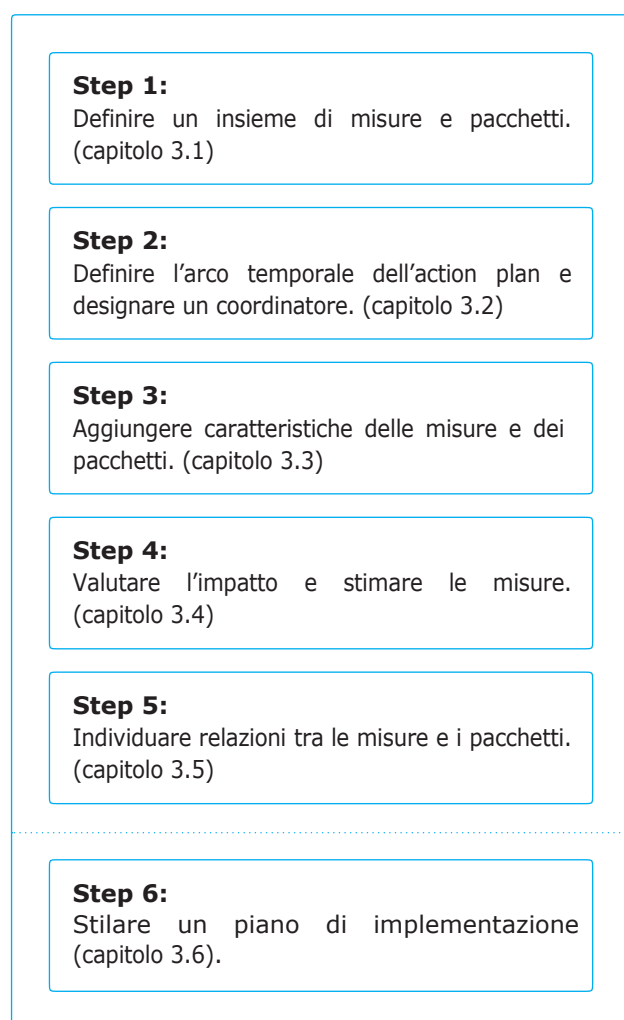 Step 1:
Definire un insieme di misure e pacchetti.
(capitolo 3.1)
Step 2:
Definire l’arco temporale dell’action plan e
designare un coordinatore. (capitolo 3.2)
Step 3:
Aggiungere caratteristiche delle misure e dei
pacchetti. (capitolo 3.3)
Step 4:
Valutare l’impatto e stimare le misure.
(capitolo 3.4)
Step 5:
Individuare relazioni tra le misure e i pacchetti.
(capitolo 3.5)
Step 6:
Stilare un piano di implementazione
(capitolo 3.6).